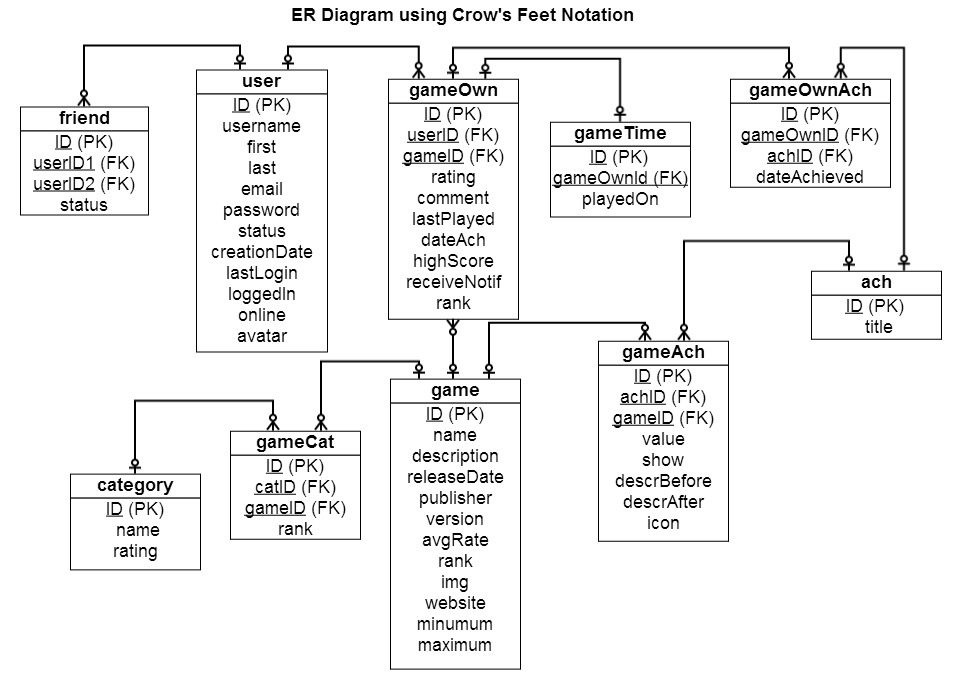 ER Diagram using Crow's Feet Notation
friend
ID (PK)
userID1 (FK)
userID2 (FK)
status
user
ID (PK)
username
first
last
email
password
status
creationDate
lastLogin
loggedIn
online
avatar
gameOwn
ID (PK)
userID (FK)
gameID (FK)
rating
comment
lastPlayed
dateAch
highScore
receiveNotif
rank
gameTime
ID (PK)
gameOwnId (FK)
playedOn
gameOwnAch
ID (PK)
gameOwnID (FK)
achID (FK)
dateAchieved
ach
ID (PK)
title
category
ID (PK)
name
rating
gameCat
ID (PK)
catID (FK)
gameID (FK)
rank
game
ID (PK)
name
description
releaseDate
publisher
version
avgRate
rank
img
website
minumum
maximum
gameAch
ID (PK)
achID (FK)
gameID (FK)
value
show
descrBefore
descrAfter
icon